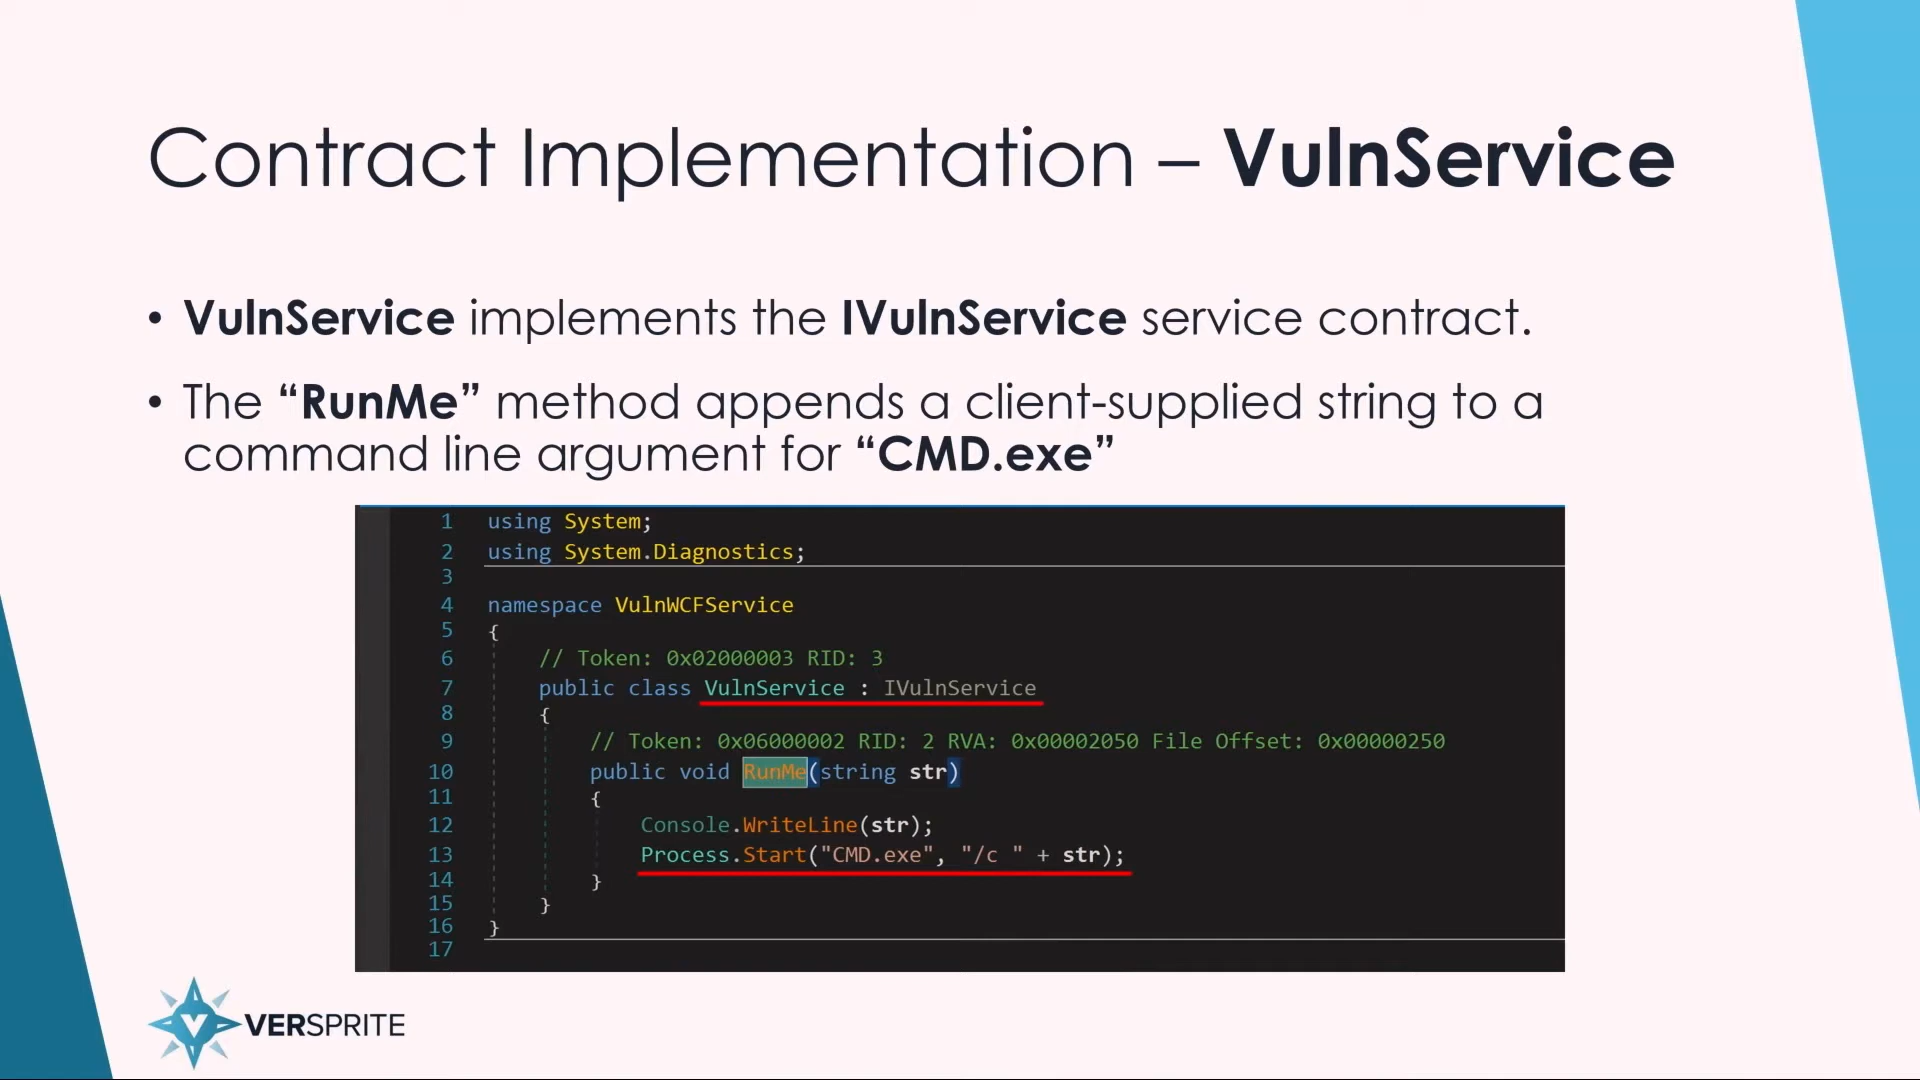 Contract Implementation – VulnService
• VulnService implements the IVulnService service contract.
• The “RunMe” method appends a client-supplied string to a
command line argument for “CMD.exe”
1 using System;
2 using System.Diagnostics;
3
4 namespace VulnWCFService
5 {
6 // Token: 0x02000003 RID: 3
7 public class VulnService : IVulnService
8 {
9 // Token: 0x06000002 RID: 2 RVA: 0x00002050 File Offset: 0x00000250
10 public void RunMe(string str)
11 {
12 Console.WriteLine(str);
13 Process.Start("CMD.exe", "/c " + str);
14 }
15 }
16 }
17
VERSPRITE